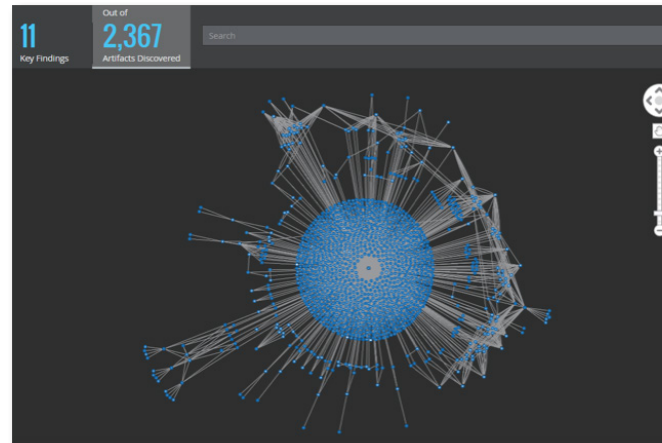 11
Key Findings
Out of
2,367
Artifacts Discovered
Search